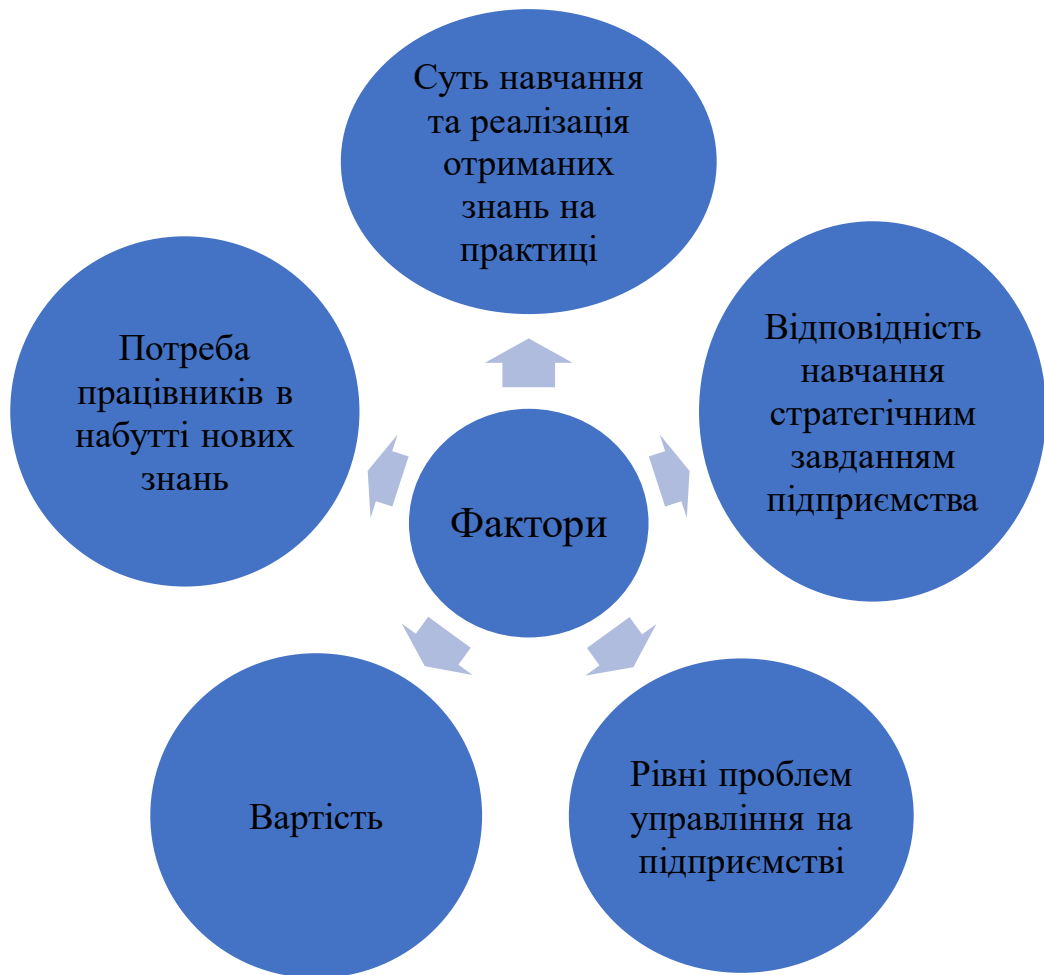 Суть навчання
та реалізація
отриманих
знань на
практиці
Відповідність
навчання
стратегічним
завданням
підприємства
Рівні проблем
управління на
підприємстві
Вартість
Потреба
працівників в
набутті нових
знань
Фактори